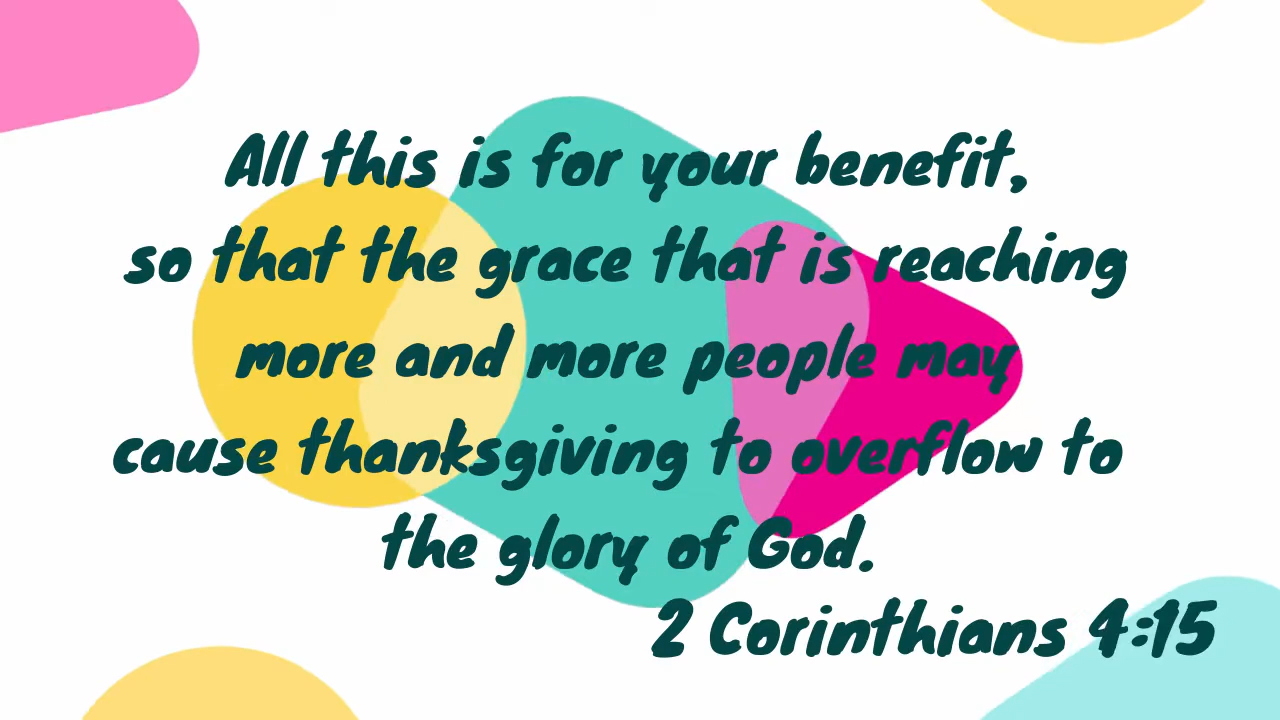 All this is for your benefit,
so that the grace that is reaching
more and more people may
cause thanksgiving to overflow to
the glory of God.
2 Corinthians 4:15